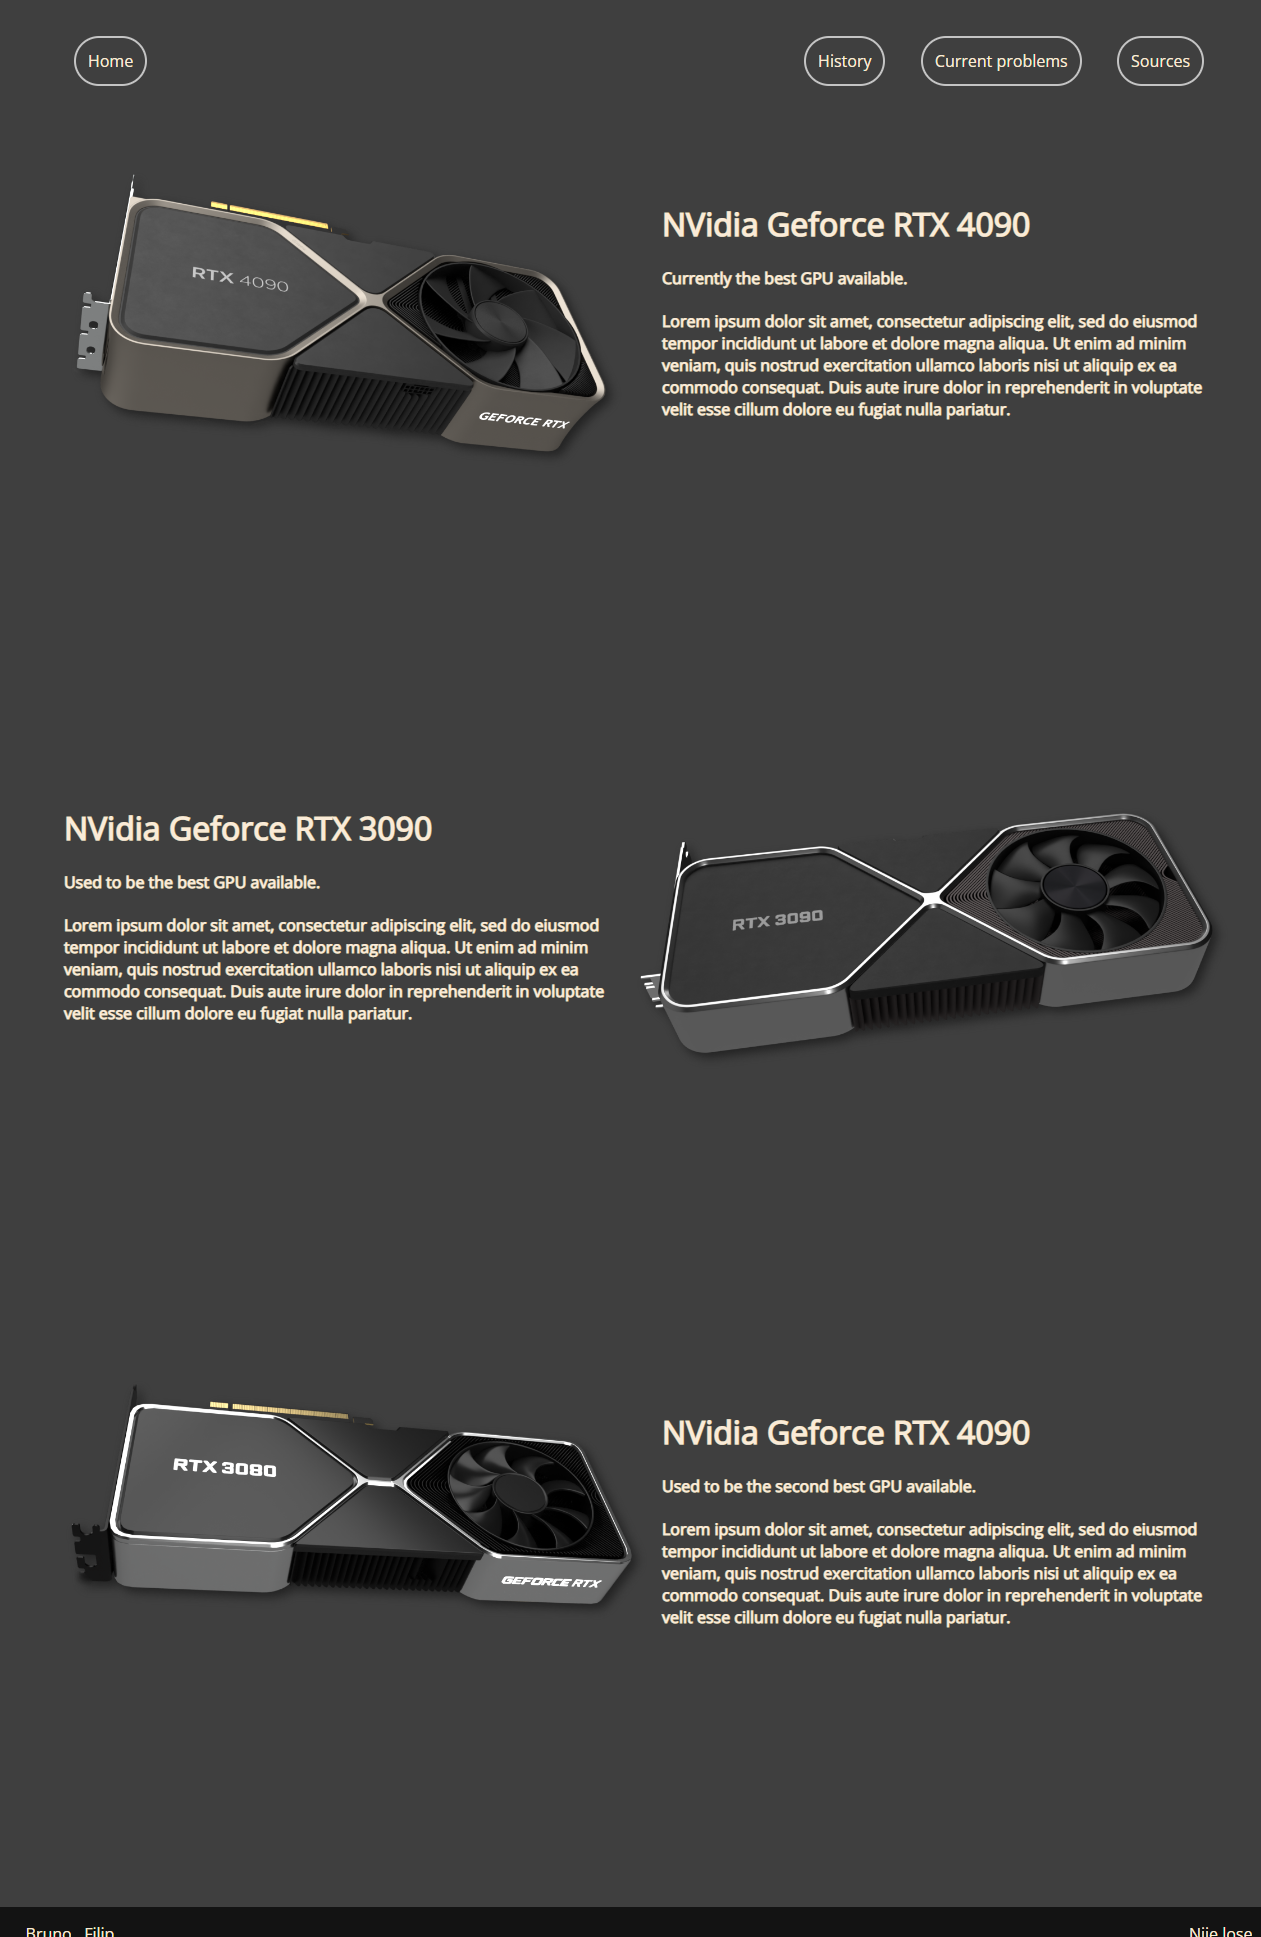 Home
History
Current problems
Sources
RTX 4090
GEFORCE RTX
NVidia Geforce RTX 4090
Currently the best GPU available.
Lorem ipsum dolor sit amet, consectetur adipiscing elit, sed do eiusmod
tempor incididunt ut labore et dolore magna aliqua. Ut enim ad minim
veniam, quis nostrud exercitation ullamco laboris nisi ut aliquip ex ea
commodo consequat. Duis aute irure dolor in reprehenderit in voluptate
velit esse cillum dolore eu fugiat nulla pariatur.
NVidia Geforce RTX 3090
Used to be the best GPU available.
Lorem ipsum dolor sit amet, consectetur adipiscing elit, sed do eiusmod
tempor incididunt ut labore et dolore magna aliqua. Ut enim ad minim
veniam, quis nostrud exercitation ullamco laboris nisi ut aliquip ex ea
commodo consequat. Duis aute irure dolor in reprehenderit in voluptate
velit esse cillum dolore eu fugiat nulla pariatur.
RTX 3090
RTX 3080
GEFORCE RTX
NVidia Geforce RTX 4090
Used to be the second best GPU available.
Lorem ipsum dolor sit amet, consectetur adipiscing elit, sed do eiusmod
tempor incididunt ut labore et dolore magna aliqua. Ut enim ad minim
veniam, quis nostrud exercitation ullamco laboris nisi ut aliquip ex ea
commodo consequat. Duis aute irure dolor in reprehenderit in voluptate
velit esse cillum dolore eu fugiat nulla pariatur.
Bruno Filip
Nije lose